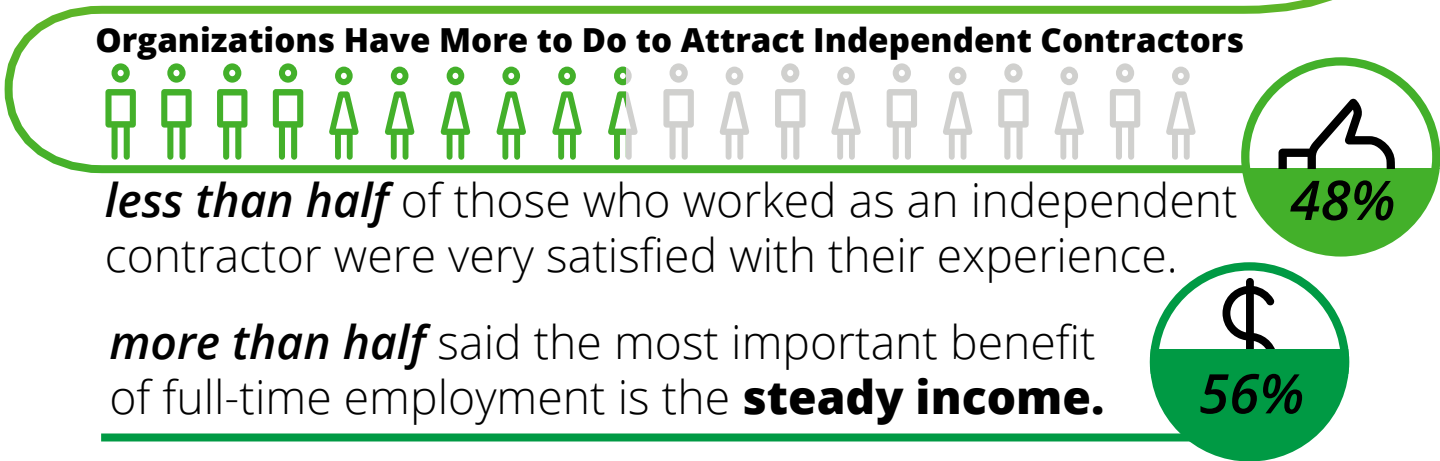 Organizations Have More to Do to Attract Independent Contractors
less than half of those who worked as an independent
contractor were very satisfied with their experience.
48%
more than half said the most important benefit
of full-time employment is the steady income.
56%